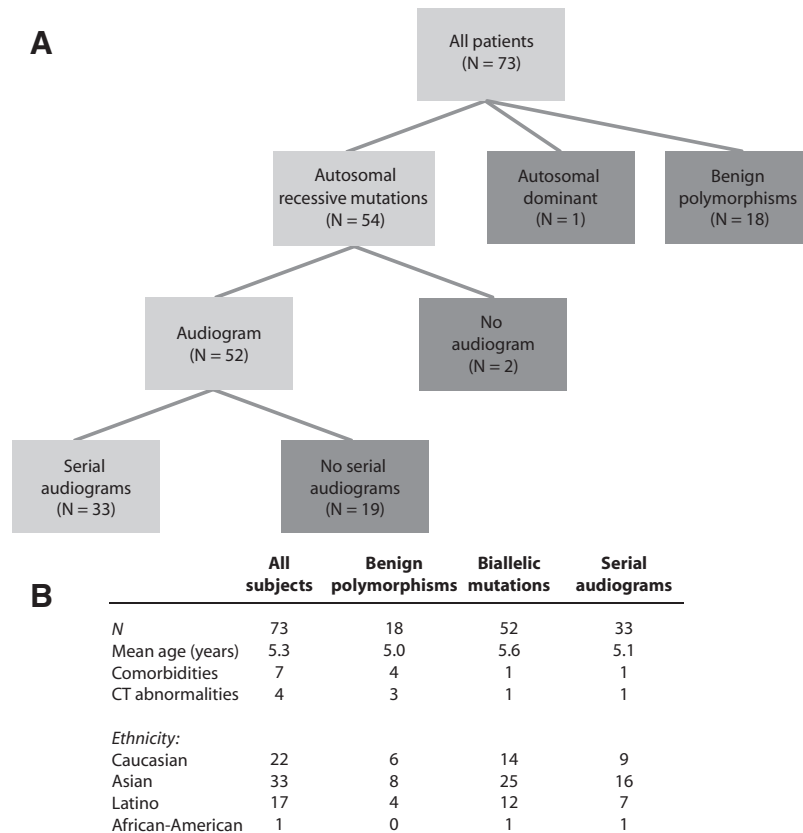 A
All patients
(N = 73)
Autosomal
recessive mutations
(N = 54)
Autosomal
dominant
(N = 1)
Benign
polymorphisms
(N = 18)
Audiogram
(N = 52)
No
audiogram
(N = 2)
Serial
audiograms
(N = 33)
No serial
audiograms
(N = 19)
B
All Benign Biallelic Serial
subjects polymorphisms mutations audiograms
N 73 18 52 33
Mean age (years) 5.3 5.0 5.6 5.1
Comorbidities 7 4 1 1
CT abnormalities 4 3 1 1
Ethnicity:
Caucasian 22 6 14 9
Asian 33 8 25 16
Latino 17 4 12 7
African-American 1 0 1 1